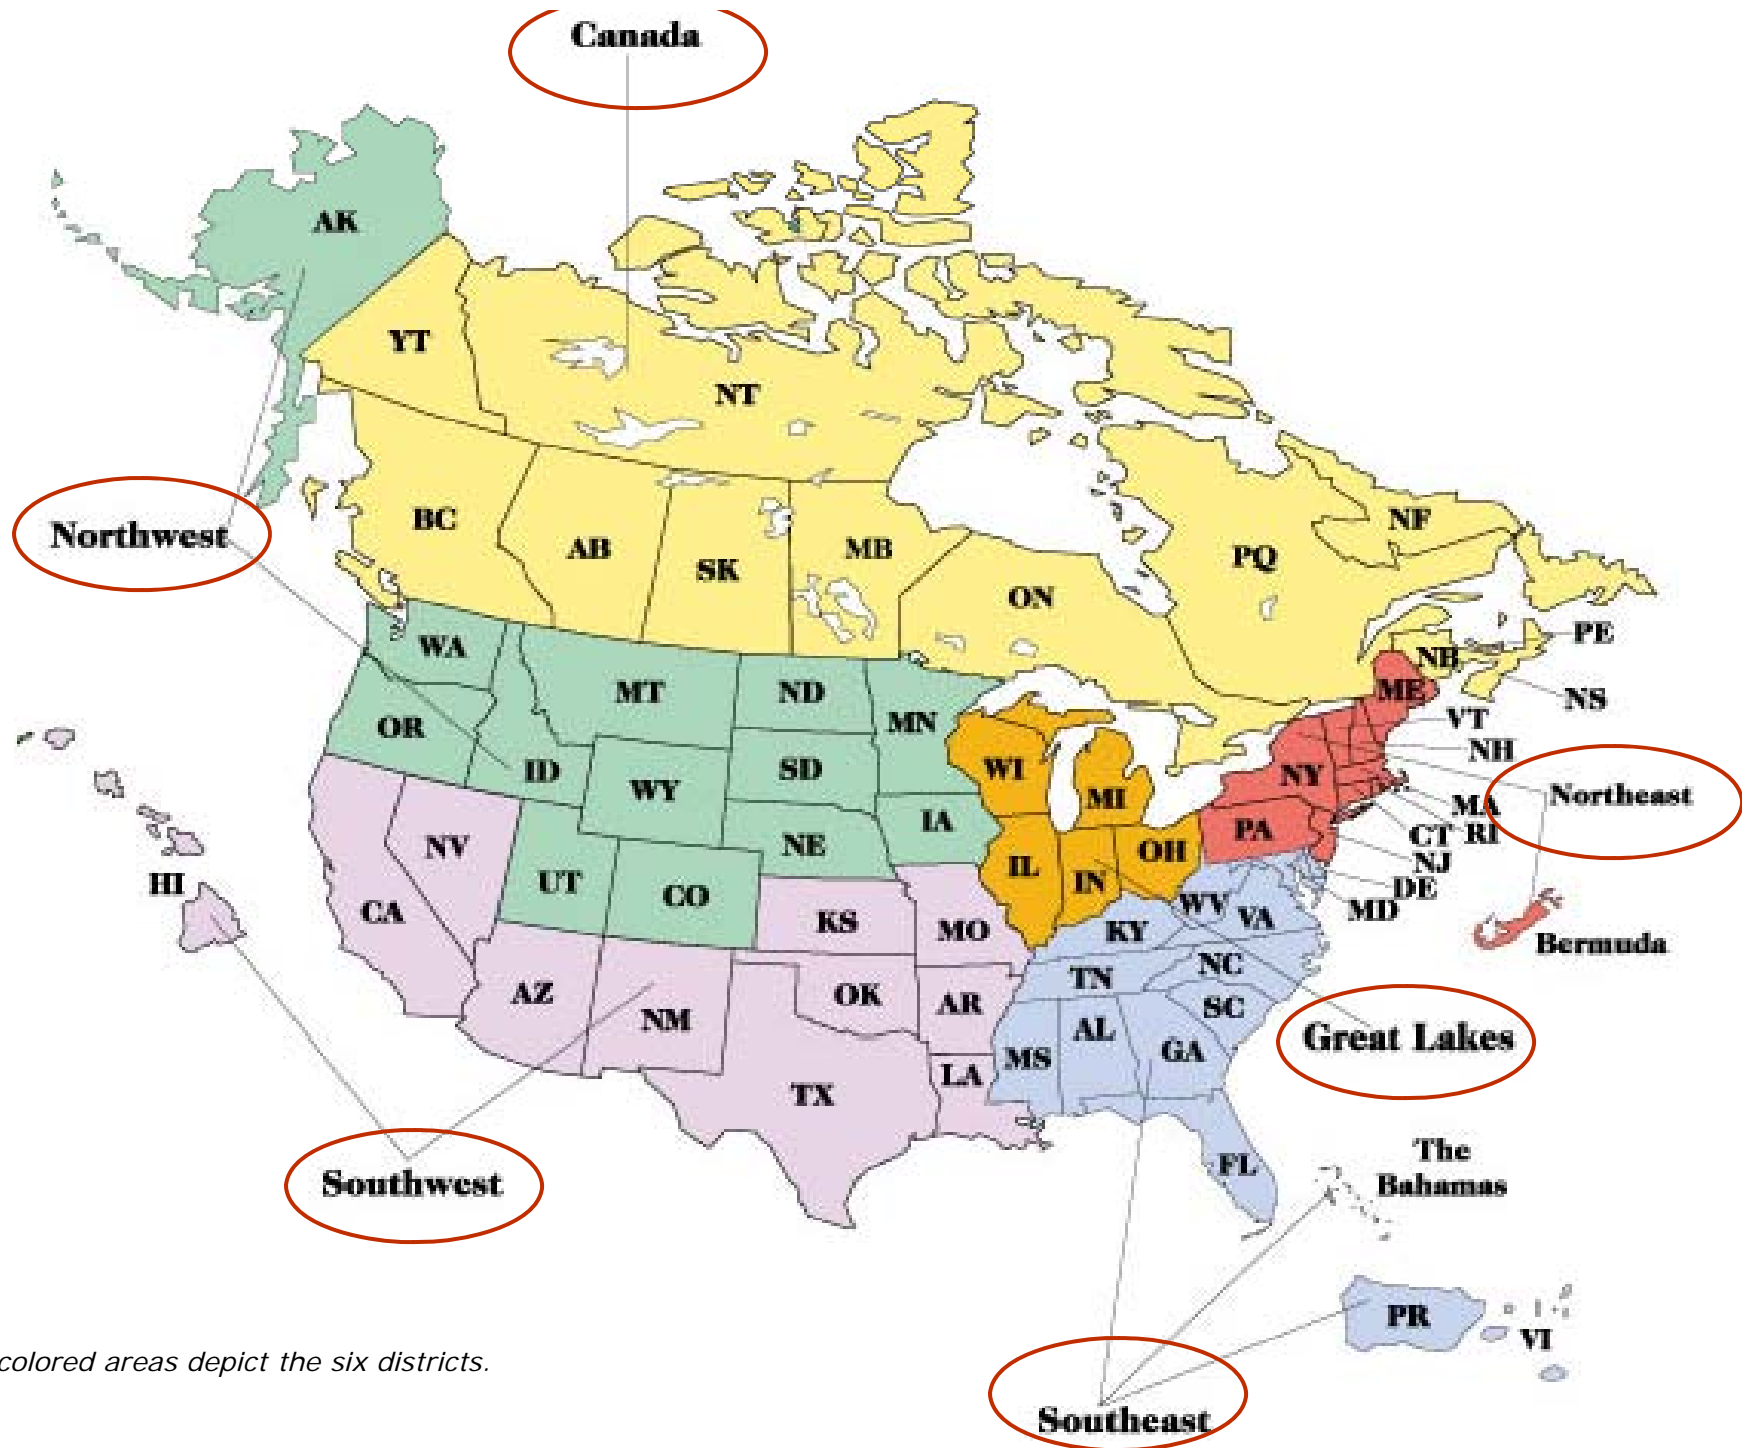 Canada
AK
YT
NT
Northwest
BC
AB
SK
MB
ON
PQ
NF
PE
NB
NS
WA
MT
ND
MN
ME
VT
OR
ID
WY
SD
WI
MI
NY
NH
Northeast
MA
RI
CT
NJ
PA
NV
UT
CO
NE
IA
IL
IN
OH
DE
MD
WV
VA
HI
CA
KS
MO
KY
Bermuda
AZ
NM
OK
AR
TN
NC
SC
Great Lakes
TX
LA
MS
AL
GA
FL
The
Bahamas
Southwest
PR
VI
colored areas depict the six districts.
Southeast